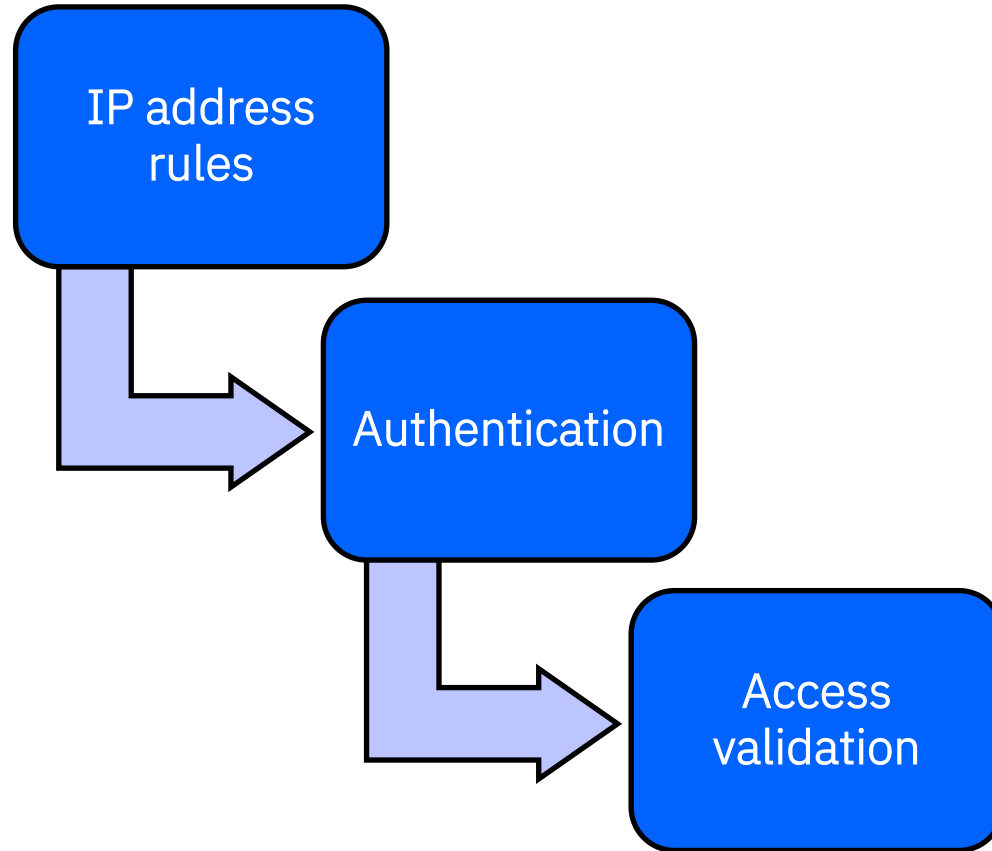 IP address
rules
Authentication
Access
validation